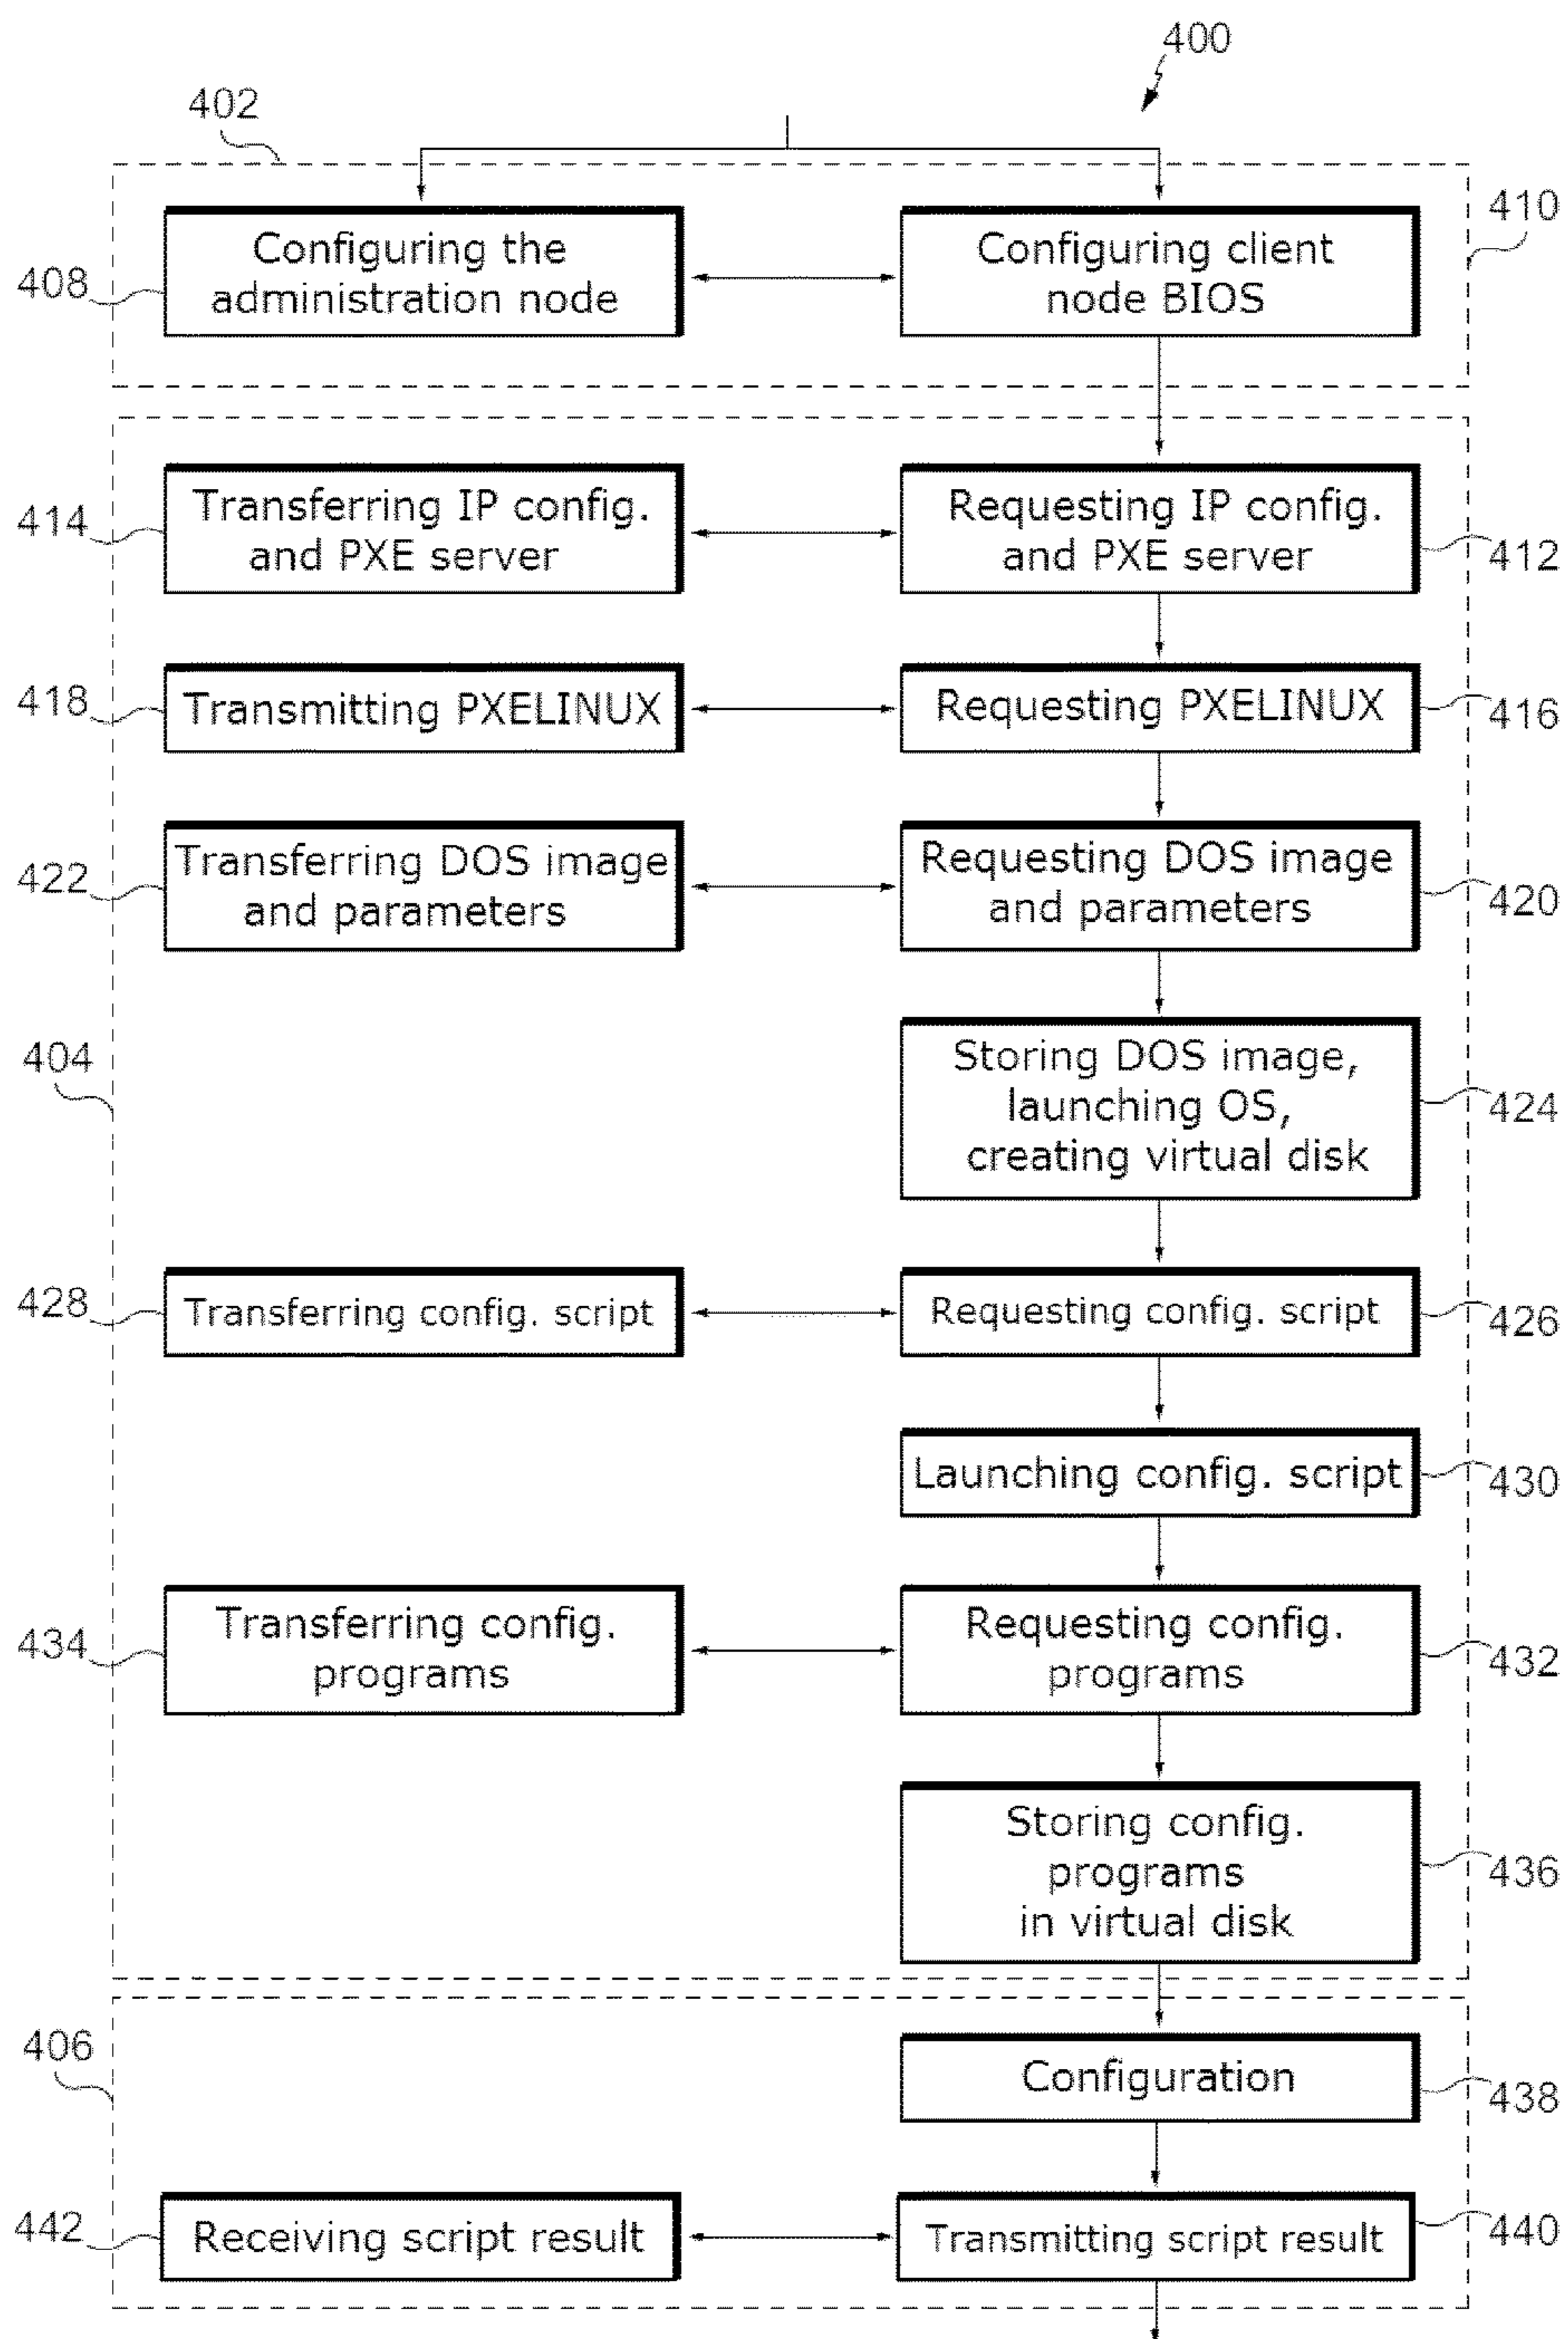 400
402
410
Configuring the
administration node
408
Configuring client
node BIOS
Transferring IP config.
and PXE server
414
Requesting IP config.
and PXE server
412
418
Transmitting PXELINUX
Requesting PXELINUX
416
Transferring DOS image
and parameters
422
Requesting DOS image
and parameters
420
404
Storing DOS image,
launching OS,
creating virtual disk
424
428
Transferring config. script
Requesting config. script
426
Launching config. script
430
Transferring config.
programs
434
Requesting config.
programs
432
Storing config.
programs
in virtual disk
436
406
Configuration
438
442
Receiving script result
Transmitting script result
440